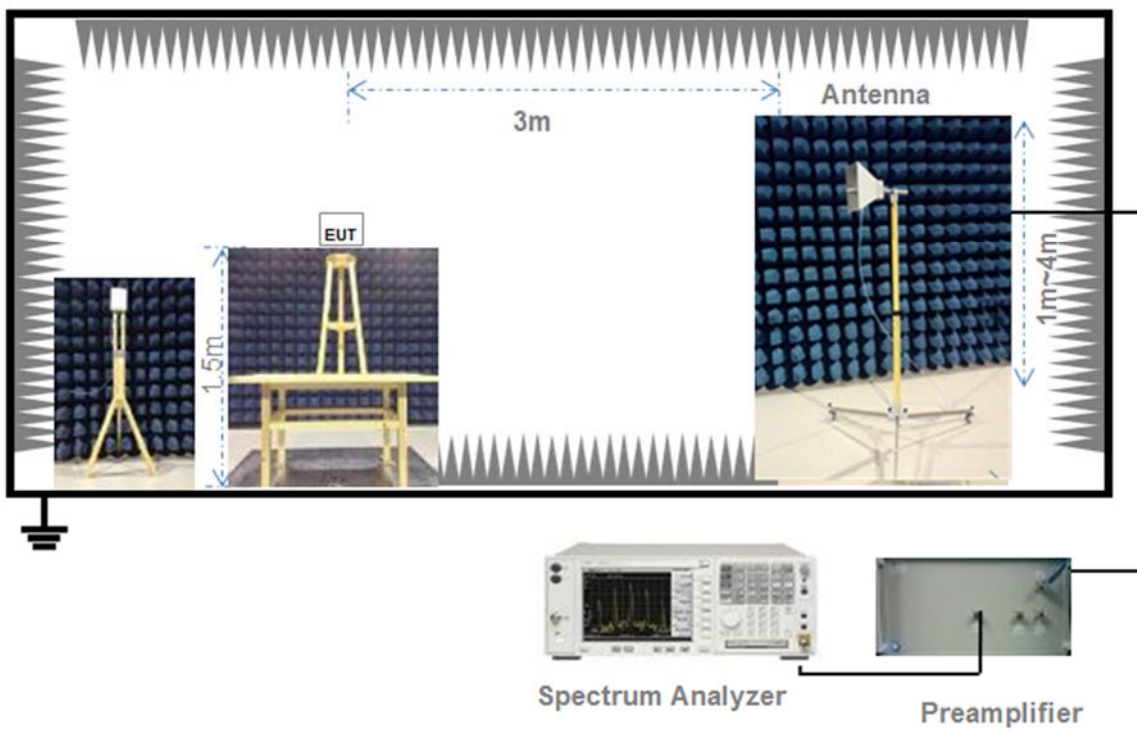 Antenna
3m
EUT
1.5m
1m~4m
Spectrum Analyzer
Preamplifier